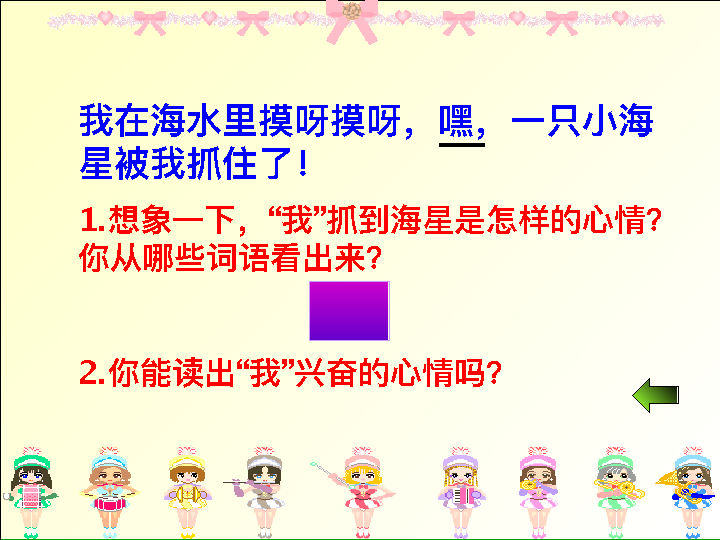 我在海水里摸呀摸呀，嘿，一只小海
星被我抓住了！
1.想象一下，“我”抓到海星是怎样的心情？
你从哪些词语看出来？
2.你能读出“我”兴奋的心情吗？